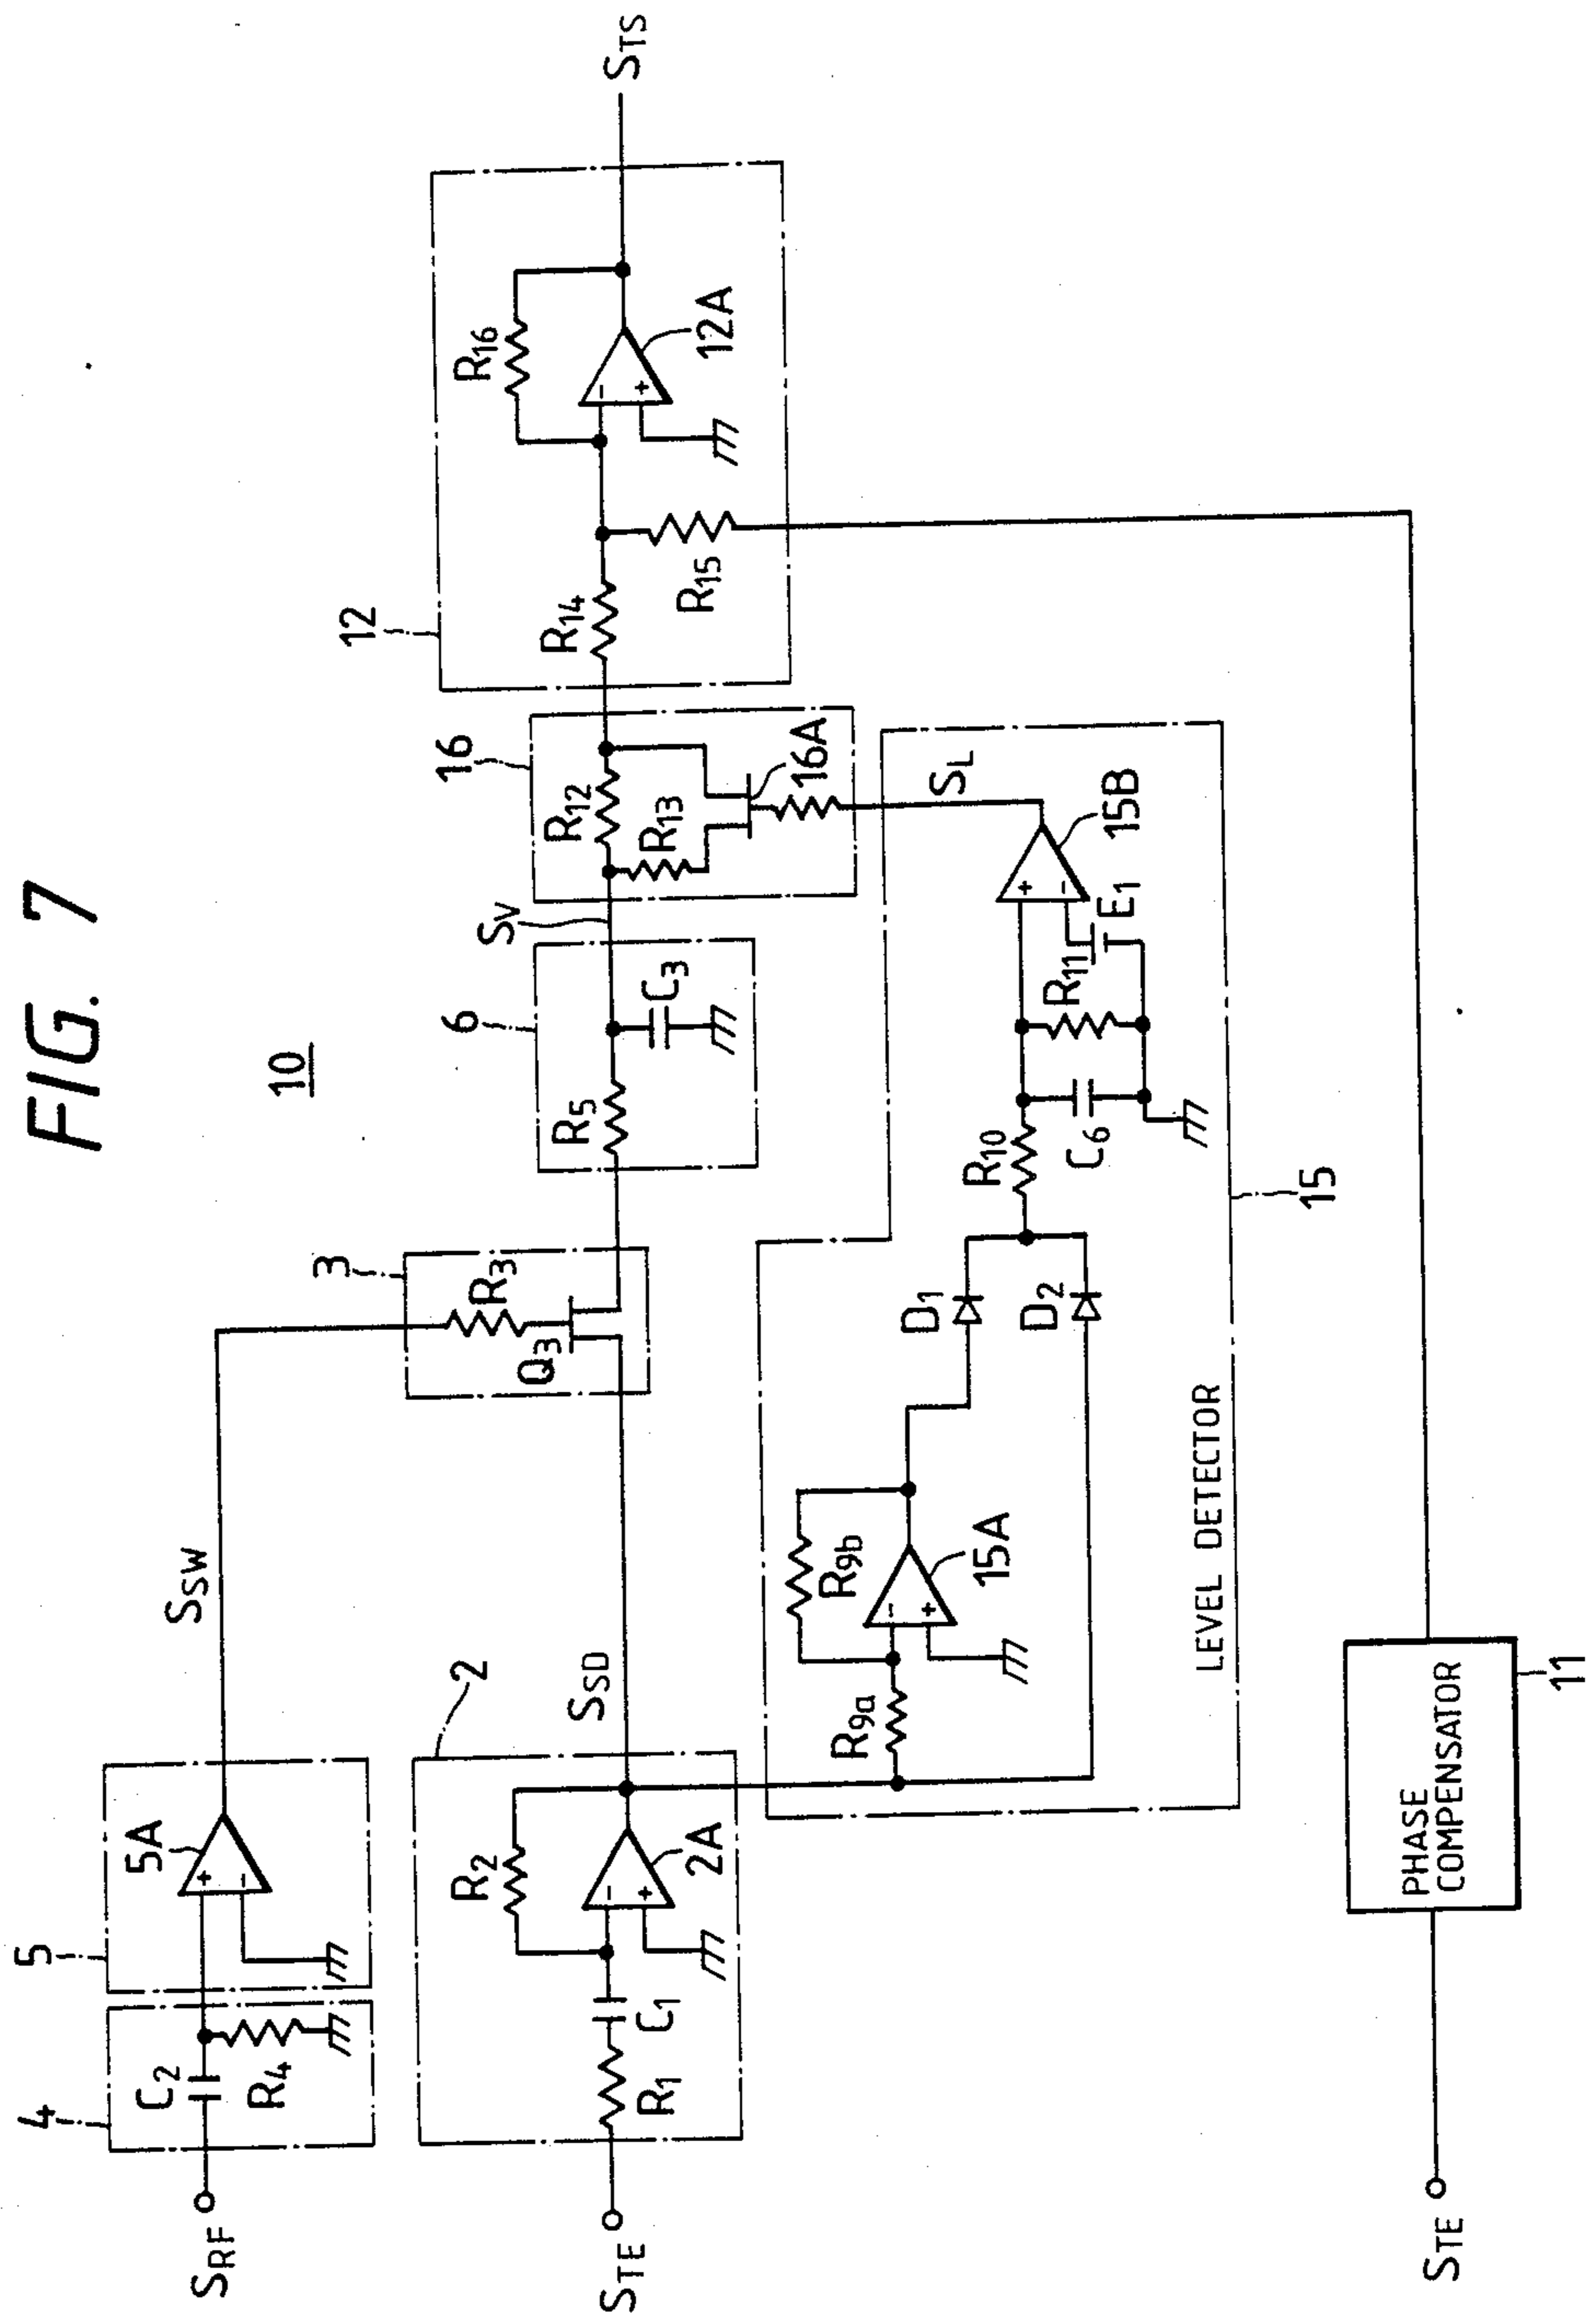 FIG. 7
10
4
C2
R4
SRF
5
5A
+
−
SSW
3
R3
Q3
2
R1
C1
R2
−
+
2A
STE
SSD
6
R5
C3
SV
16
R12
R13
16A
12
R14
R15
R16
−
+
12A
STS
R9a
R9b
−
+
15A
D1
D2
R10
C6
R11
E1
+
−
15B
SL
LEVEL DETECTOR
15
STE
PHASE
COMPENSATOR
11